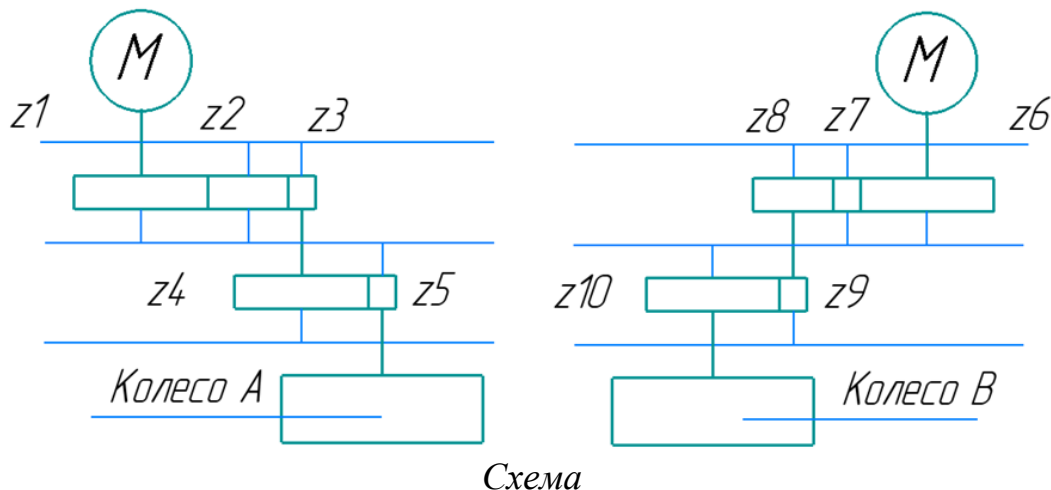 M M
z1 z2 z3 z8 z7 z6
z4 z5 z10 z9
Колесо A Колесо B
Схема